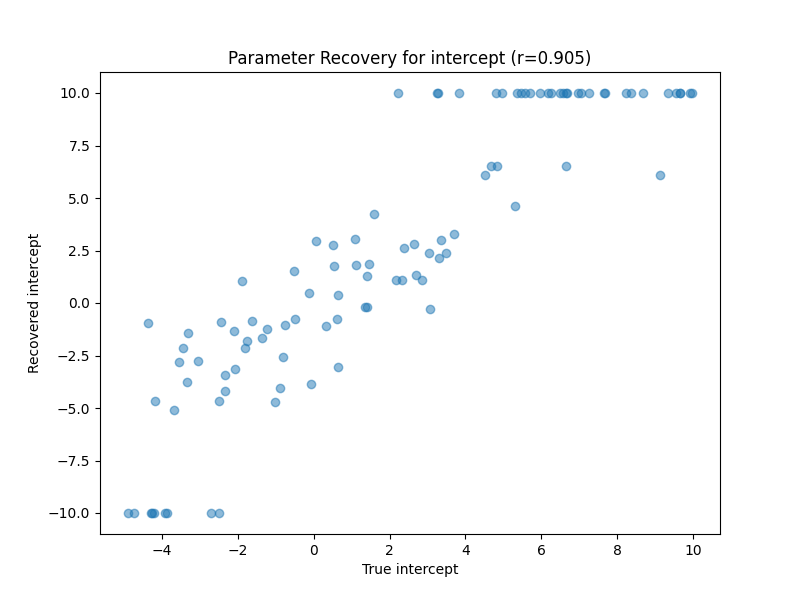 Parameter Recovery for intercept (r=0.905)
10.0
7.5
5.0
2.5
0.0
−2.5
−5.0
−7.5
−10.0
Recovered intercept
−4 −2 0 2 4 6 8 10
True intercept